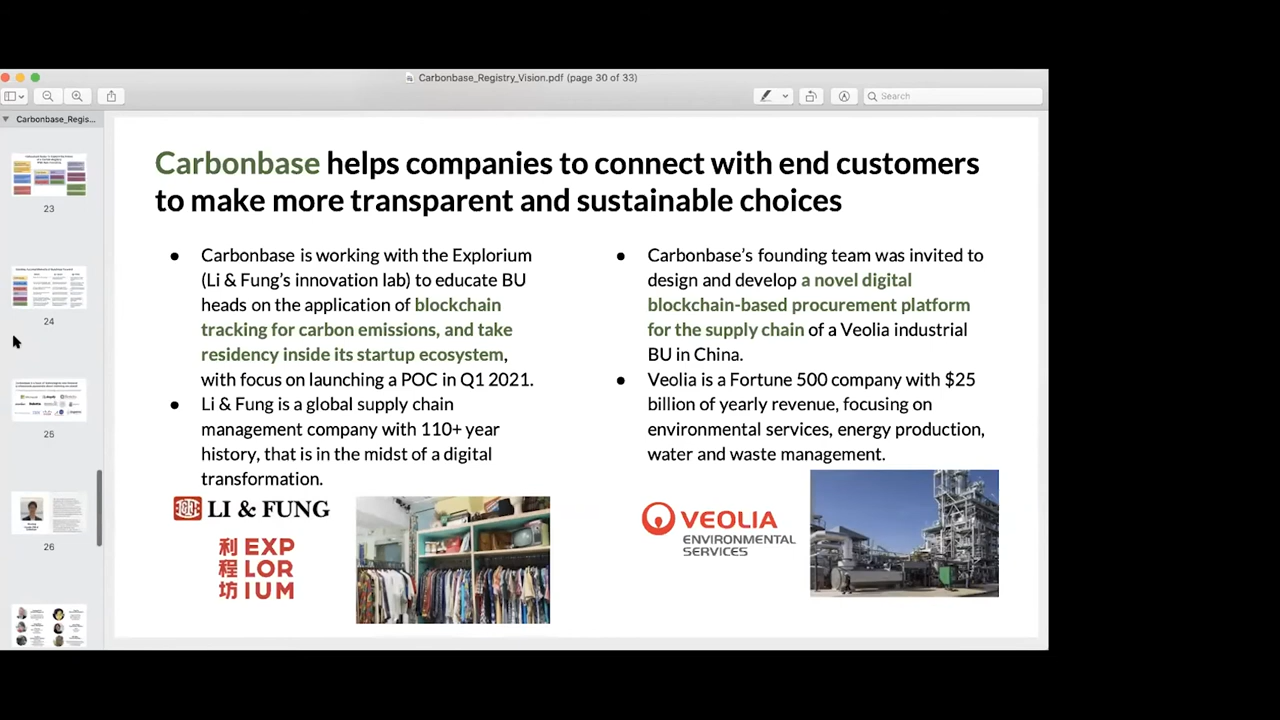 Carbonbase_Registry_Vision.pdf (page 30 of 33)
Search
Carbonbase_Regis...
23
24
25
26
Carbonbase helps companies to connect with end customers
to make more transparent and sustainable choices
● Carbonbase is working with the Explorium
(Li & Fung's innovation lab) to educate BU
heads on the application of blockchain
tracking for carbon emissions, and take
residency inside its startup ecosystem,
with focus on launching a POC in Q1 2021.
● Li & Fung is a global supply chain
management company with 110+ year
history, that is in the midst of a digital
transformation.
LI & FUNG
利 EXP
程 LOR
坊 IUM
● Carbonbase's founding team was invited to
design and develop a novel digital
blockchain-based procurement platform
for the supply chain of a Veolia industrial
BU in China.
● Veolia is a Fortune 500 company with $25
billion of yearly revenue, focusing on
environmental services, energy production,
water and waste management.
VEOLIA
ENVIRONMENTAL
SERVICES